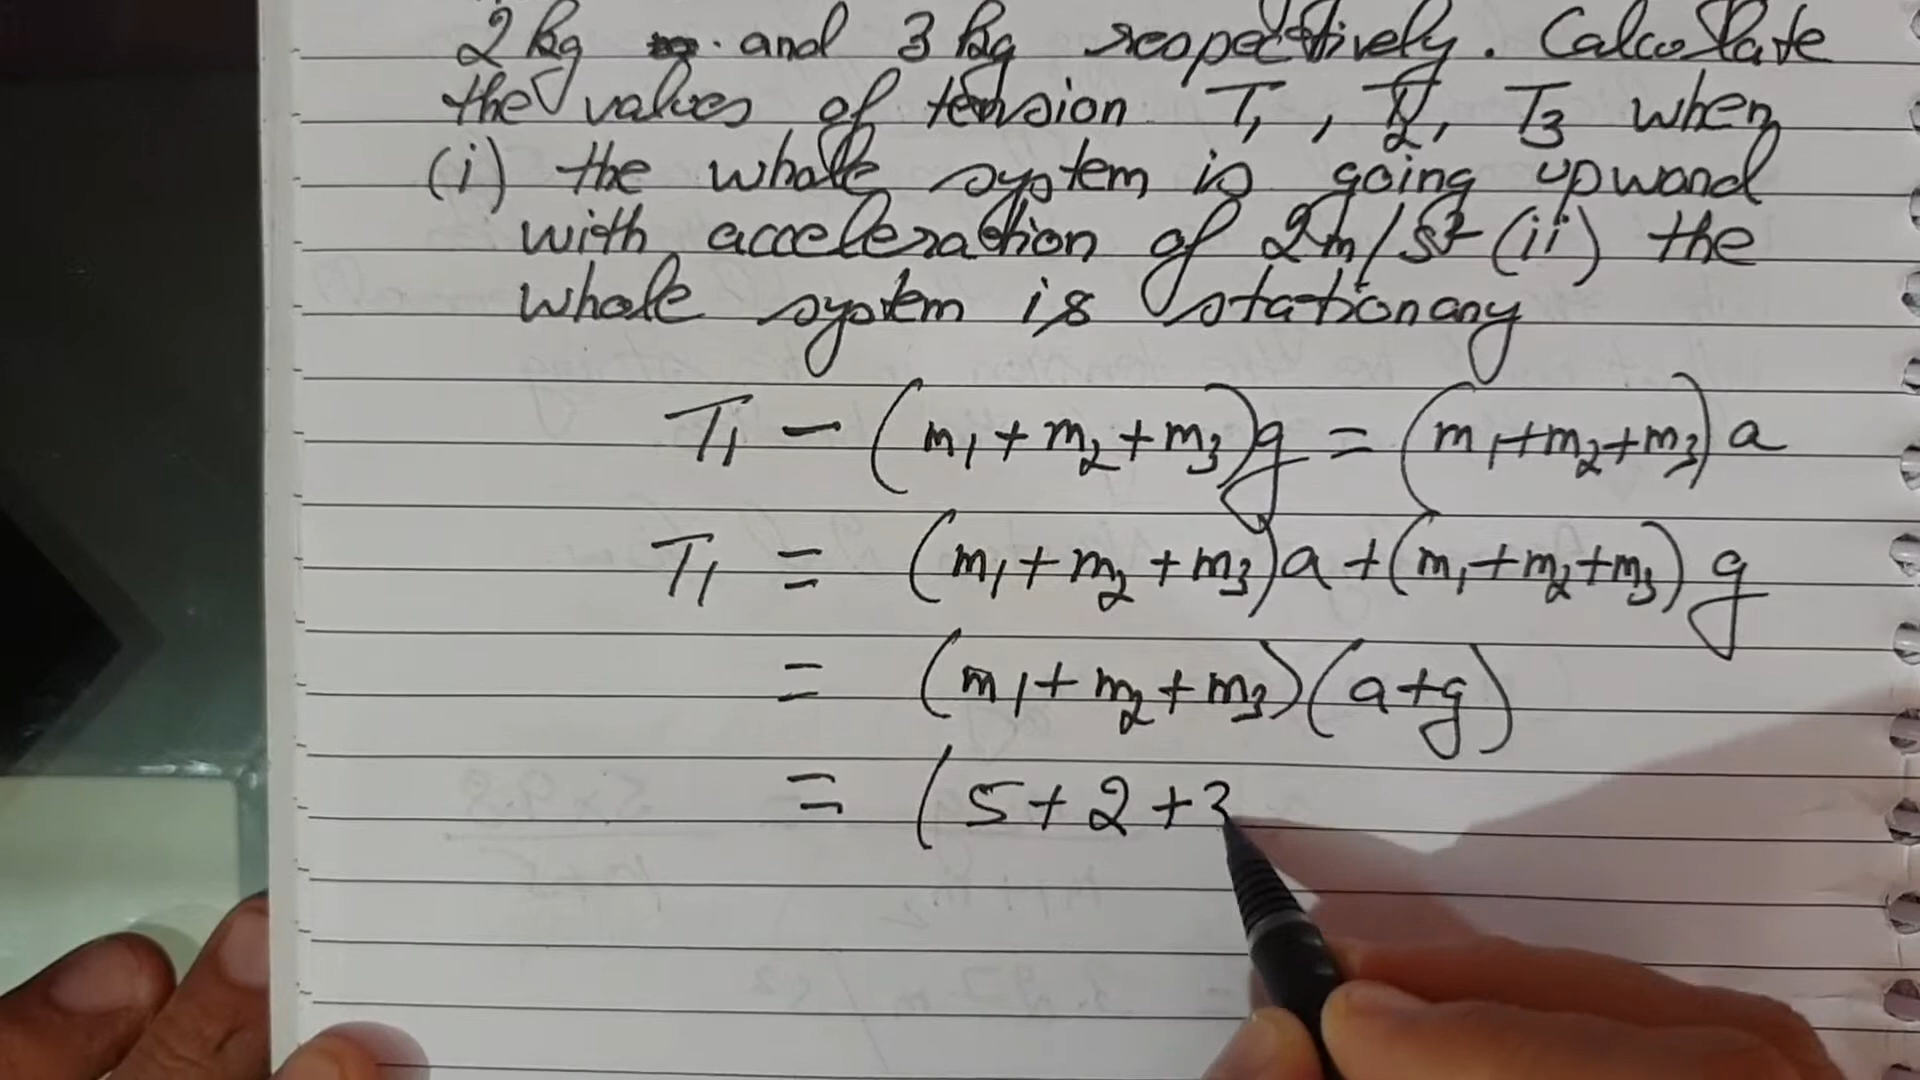 2 kg and 3 kg respectively. Calculate
the values of tension T₁, T₂, T₃ when
(i) the whole system is going upward
with acceleration of 2m/s² (ii) the
whole system is stationary
T₁ - (m₁+m₂+m₃)g = (m₁+m₂+m₃)a
T₁ = (m₁+m₂+m₃)a+(m₁+m₂+m₃)g
= (m₁+m₂+m₃)(a+g)
= (5+2+3